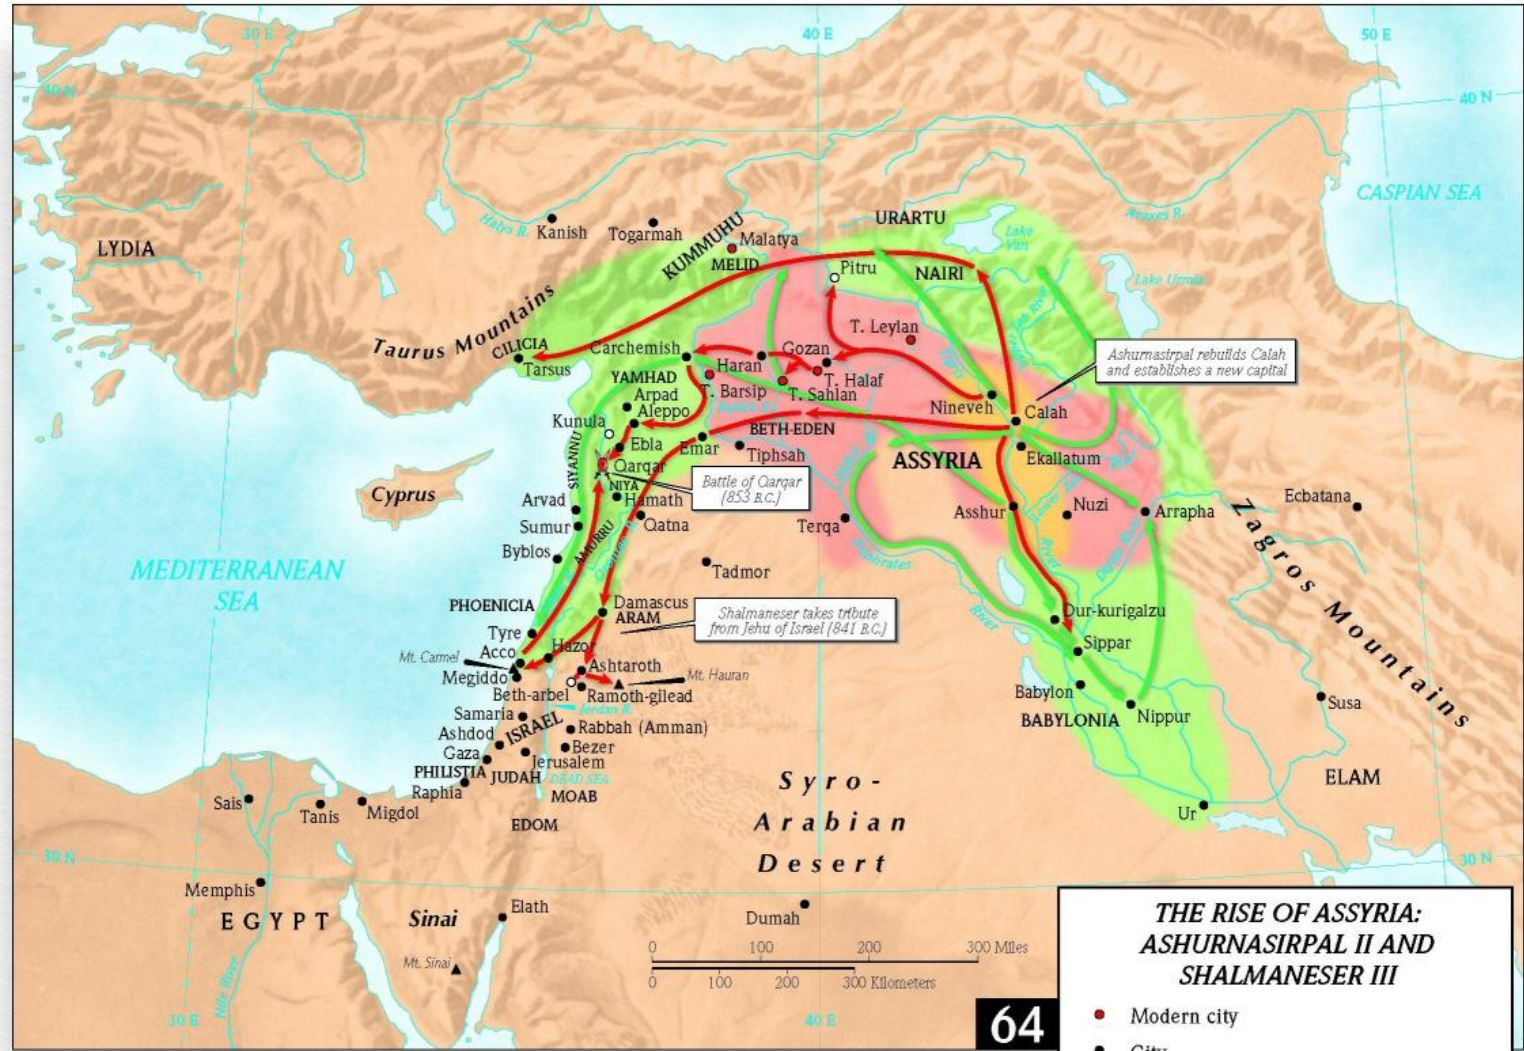 30 E
40 E
50 E
40 N
40 N
CASPIAN SEA
URARTU
Lake
Van
Araxes R.
Halys R.
Kanish
Togarmah
KUMMUHU
Malatya
MELID
Pitru
NAIRI
Lake Urmia
LYDIA
Taurus Mountains
CILICIA
Tarsus
Carchemish
Haran
Gozan
T. Leylan
T. Halaf
T. Sahlan
T. Barsip
YAMHAD
Arpad
Aleppo
Kunula
Ebla
Emar
BETH-EDEN
Tiphsah
Nineveh
Calah
Ashurnasirpal rebuilds Calah
and establishes a new capital
ASSYRIA
Ekallatum
SIYANNU
Qarqar
NIYA
Hamath
Battle of Qarqar
(853 B.C.)
Cyprus
Arvad
Sumur
Qatna
Byblos
AMURRU
Terqa
Asshur
Nuzi
Arrapha
Ecbatana
Zagros Mountains
Euphrates
River
River
Tadmor
MEDITERRANEAN
SEA
PHOENICIA
Damascus
ARAM
Shalmaneser takes tribute
from Jehu of Israel (841 B.C.)
Dur-kurigalzu
Sippar
Tyre
Acco
Hazor
Mt. Carmel
Megiddo
Ashtaroth
Mt. Hauran
Beth-arbel
Ramoth-gilead
Jordan R.
Babylon
BABYLONIA
Nippur
Susa
Samaria
ISRAEL
Ashdod
Rabbah (Amman)
Gaza
Bezer
Jerusalem
PHILISTIA
JUDAH
DEAD SEA
Raphia
MOAB
ELAM
Sais
Tanis
Migdol
EDOM
Ur
Syro-
Arabian
Desert
30 N
30 N
Memphis
EGYPT
Sinai
Elath
Dumah
Mt. Sinai
Nile River
0 100 200 300 Miles
0 100 200 300 Kilometers
30 E
40 E
64
THE RISE OF ASSYRIA:
ASHURNASIRPAL II AND
SHALMANESER III
Modern city
City